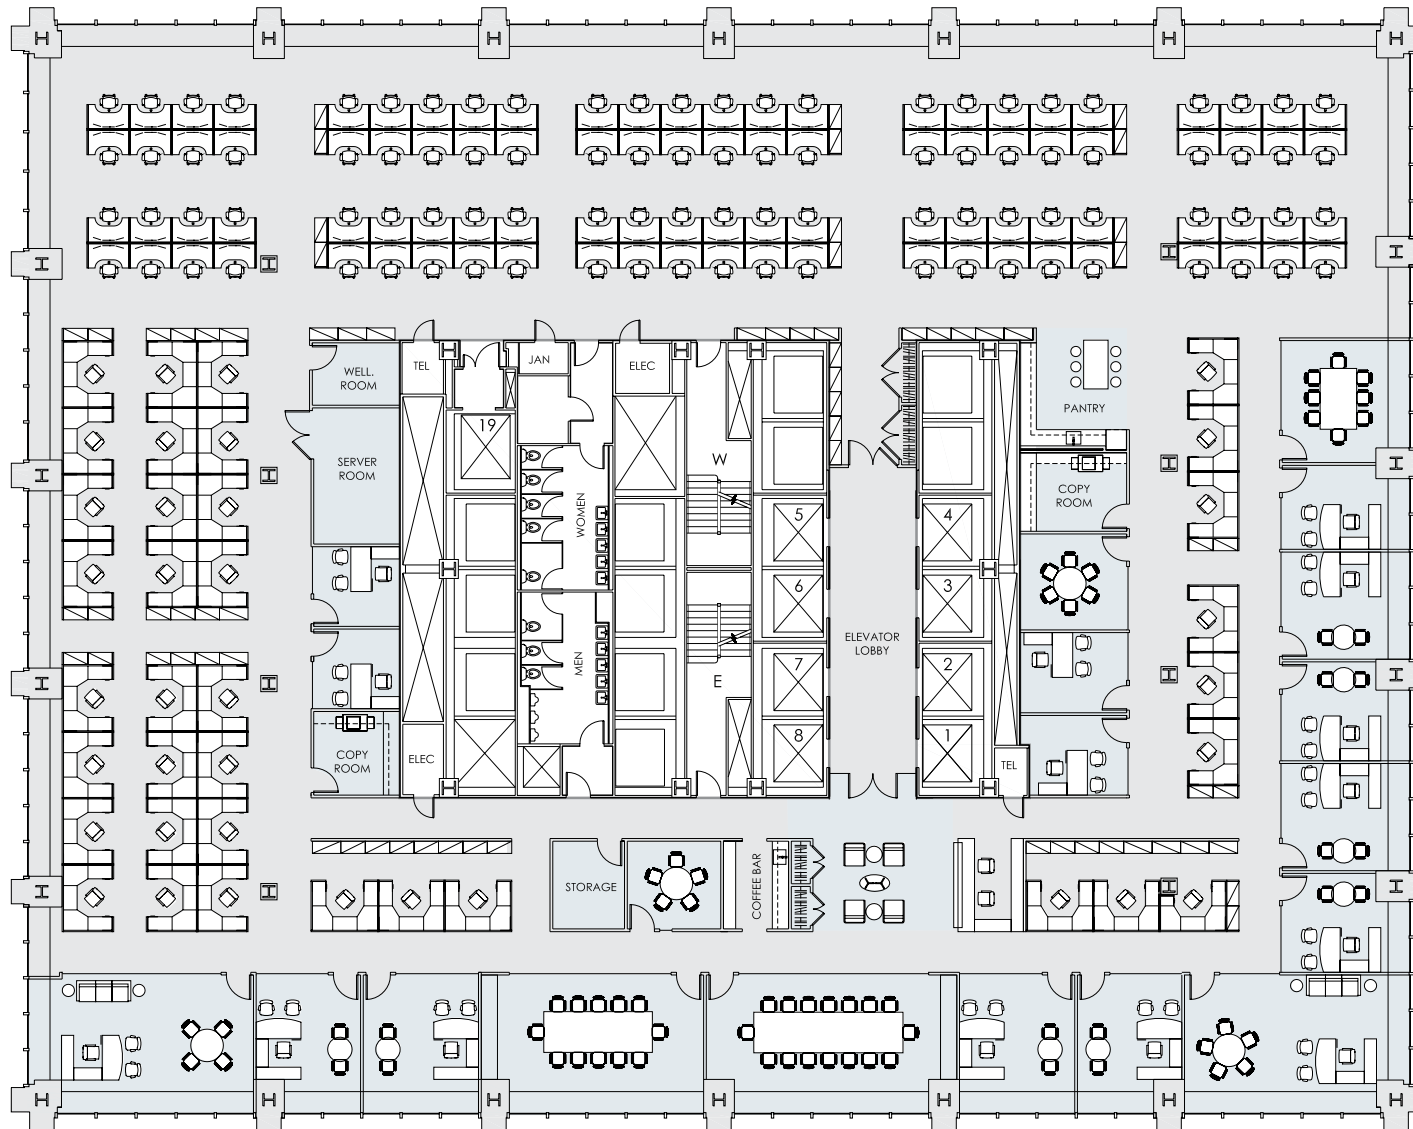 TEL
JAN
ELEC
WELL.
ROOM
19
PANTRY
SERVER
ROOM
WOMEN
W
COPY
ROOM
5
4
6
3
ELEVATOR
LOBBY
MEN
E
7
2
8
1
COPY
ROOM
ELEC
TEL
STORAGE
COFFEE BAR